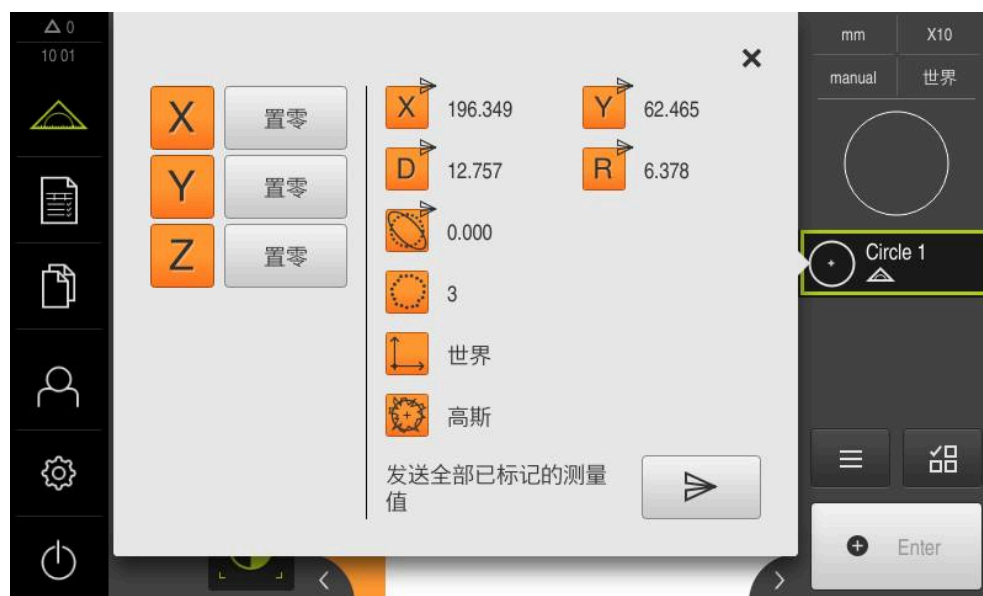 0
10 01
X 置零
Y 置零
Z 置零
X 196.349 Y 62.465
D 12.757 R 6.378
0.000
3
世界
高斯
发送全部已标记的测量
值
mm X10
manual 世界
Circle 1
Enter